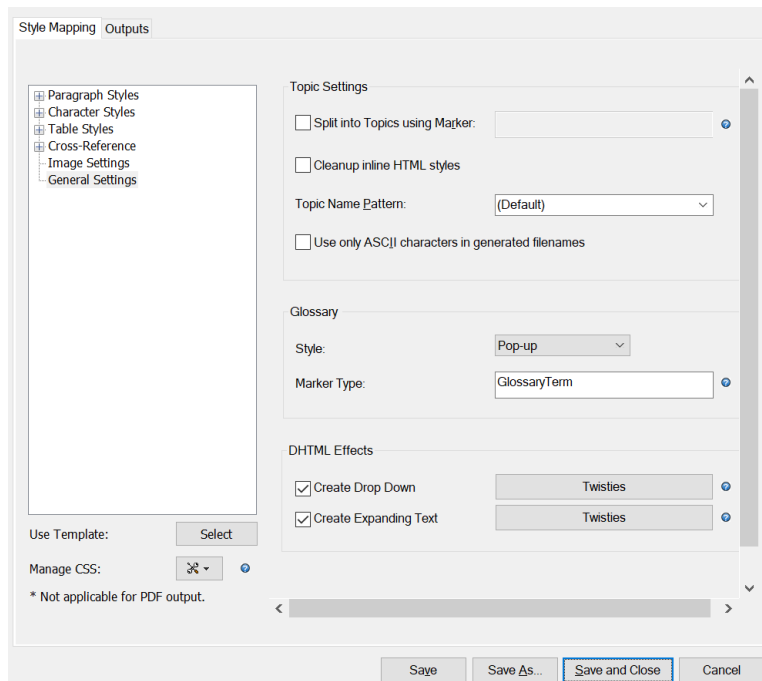 Style Mapping Outputs
Paragraph Styles
Character Styles
Table Styles
Cross-Reference
Image Settings
General Settings
Use Template: Select
Manage CSS:
* Not applicable for PDF output.
Topic Settings
Split into Topics using Marker:
Cleanup inline HTML styles
Topic Name Pattern: (Default)
Use only ASCII characters in generated filenames
Glossary
Style: Pop-up
Marker Type: GlossaryTerm
DHTML Effects
Create Drop Down Twisties
Create Expanding Text Twisties
Save Save As... Save and Close Cancel